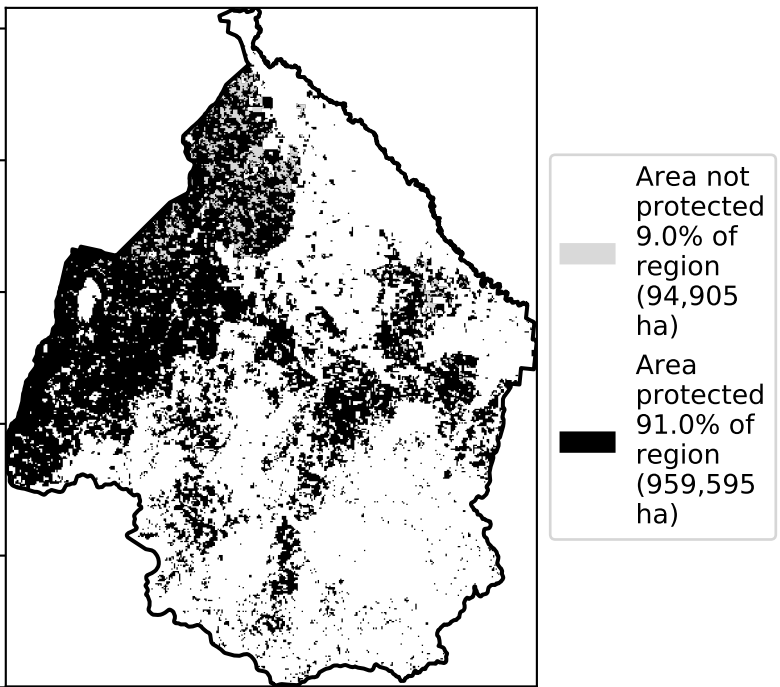 Area not
protected
9.0% of
region
(94,905
ha)
Area
protected
91.0% of
region
(959,595
ha)